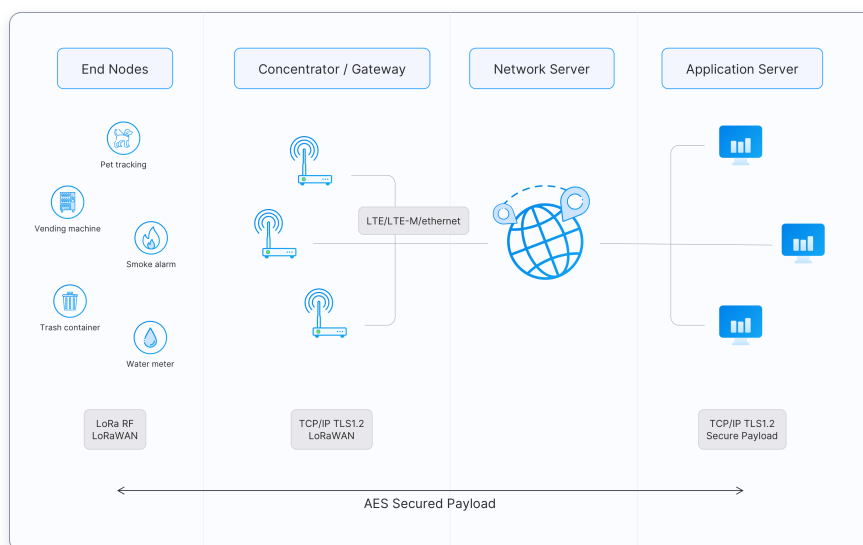 End Nodes
Concentrator / Gateway
Network Server
Application Server
Pet tracking
Vending machine
LTE/LTE-M/ethernet
Smoke alarm
Trash container
Water meter
LoRa RF
LoRaWAN
TCP/IP TLS1.2
LoRaWAN
TCP/IP TLS1.2
Secure Payload
AES Secured Payload